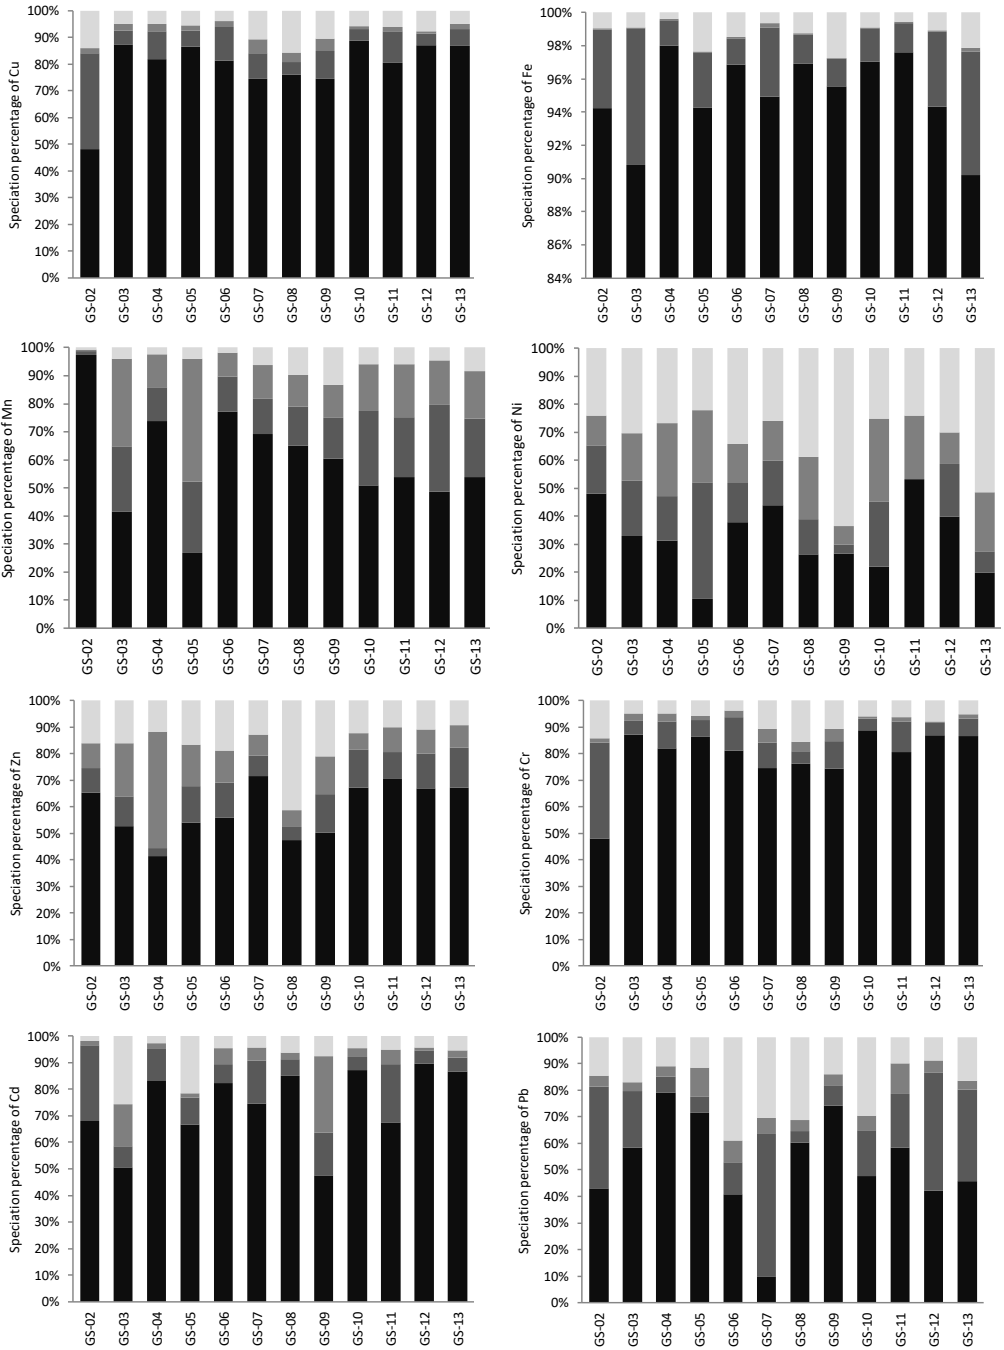 Speciation percentage of Cu
100%
90%
80%
70%
60%
50%
40%
30%
20%
10%
0%
GS-02
GS-03
GS-04
GS-05
GS-06
GS-07
GS-08
GS-09
GS-10
GS-11
GS-12
GS-13
Speciation percentage of Fe
100%
98%
96%
94%
92%
90%
88%
86%
84%
GS-02
GS-03
GS-04
GS-05
GS-06
GS-07
GS-08
GS-09
GS-10
GS-11
GS-12
GS-13
Speciation percentage of Mn
100%
90%
80%
70%
60%
50%
40%
30%
20%
10%
0%
GS-02
GS-03
GS-04
GS-05
GS-06
GS-07
GS-08
GS-09
GS-10
GS-11
GS-12
GS-13
Speciation percentage of Ni
100%
90%
80%
70%
60%
50%
40%
30%
20%
10%
0%
GS-02
GS-03
GS-04
GS-05
GS-06
GS-07
GS-08
GS-09
GS-10
GS-11
GS-12
GS-13
Speciation percentage of Zn
100%
90%
80%
70%
60%
50%
40%
30%
20%
10%
0%
GS-02
GS-03
GS-04
GS-05
GS-06
GS-07
GS-08
GS-09
GS-10
GS-11
GS-12
GS-13
Speciation percentage of Cr
100%
90%
80%
70%
60%
50%
40%
30%
20%
10%
0%
GS-02
GS-03
GS-04
GS-05
GS-06
GS-07
GS-08
GS-09
GS-10
GS-11
GS-12
GS-13
Speciation percentage of Cd
100%
90%
80%
70%
60%
50%
40%
30%
20%
10%
0%
GS-02
GS-03
GS-04
GS-05
GS-06
GS-07
GS-08
GS-09
GS-10
GS-11
GS-12
GS-13
Speciation percentage of Pb
100%
90%
80%
70%
60%
50%
40%
30%
20%
10%
0%
GS-02
GS-03
GS-04
GS-05
GS-06
GS-07
GS-08
GS-09
GS-10
GS-11
GS-12
GS-13